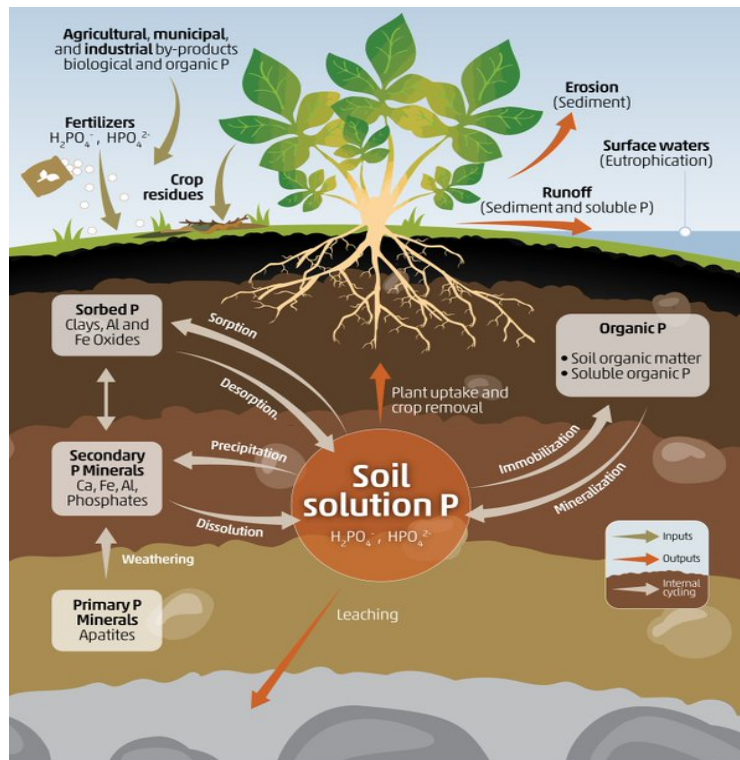 Agricultural, municipal,
and industrial by-products
biological and organic P
Fertilizers
H₂PO₄⁻, HPO₄²⁻
Crop
residues
Erosion
(Sediment)
Surface waters
(Eutrophication)
Runoff
(Sediment and soluble P)
Sorbed P
Clays, Al and
Fe Oxides
Sorption
Desorption.
Organic P
• Soil organic matter
• Soluble organic P
Plant uptake and
crop removal
Secondary
P Minerals
Ca, Fe, Al,
Phosphates
Precipitation
Dissolution
Soil
solution P
H₂PO₄⁻, HPO₄²⁻
Immobilization
Mineralization
Weathering
Primary P
Minerals
Apatites
Leaching
Inputs
Outputs
Internal
cycling